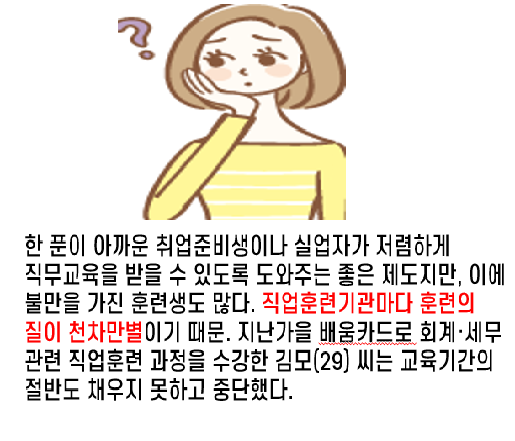 ?
한 푼이 아까운 취업준비생이나 실업자가 저렴하게
직무교육을 받을 수 있도록 도와주는 좋은 제도지만, 이에
불만을 가진 훈련생도 많다. 직업훈련기관마다 훈련의
질이 천차만별이기 때문. 지난가을 배움카드로 회계·세무
관련 직업훈련 과정을 수강한 김모(29) 씨는 교육기간의
절반도 채우지 못하고 중단했다.